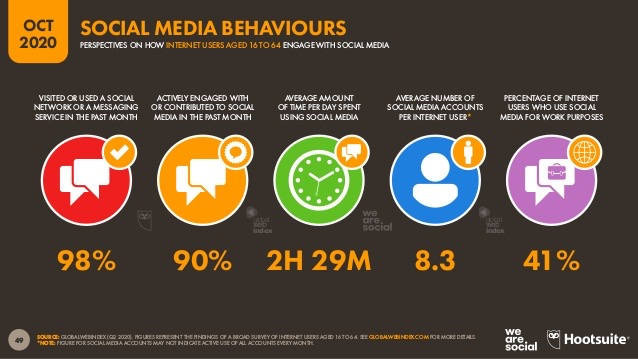 OCT
2020
SOCIAL MEDIA BEHAVIOURS
PERSPECTIVES ON HOW INTERNET USERS AGED 16 TO 64 ENGAGE WITH SOCIAL MEDIA
VISITED OR USED A SOCIAL
NETWORK OR A MESSAGING
SERVICE IN THE PAST MONTH
ACTIVELY ENGAGED WITH
OR CONTRIBUTED TO SOCIAL
MEDIA IN THE PAST MONTH
AVERAGE AMOUNT
OF TIME PER DAY SPENT
USING SOCIAL MEDIA
AVERAGE NUMBER OF
SOCIAL MEDIA ACCOUNTS
PER INTERNET USER*
PERCENTAGE OF INTERNET
USERS WHO USE SOCIAL
MEDIA FOR WORK PURPOSES
we
are
social
98%
90%
2H 29M
8.3
41%
49
SOURCE: GLOBALWEBINDEX (Q2 2020). FIGURES REPRESENT THE FINDINGS OF A BROAD SURVEY OF INTERNET USERS AGED 16 TO 64. SEE GLOBALWEBINDEX.COM FOR MORE DETAILS.
*NOTE: FIGURE FOR SOCIAL MEDIA ACCOUNTS MAY NOT INDICATE ACTIVE USE OF ALL ACCOUNTS EVERY MONTH.
we
are
social
Hootsuite®